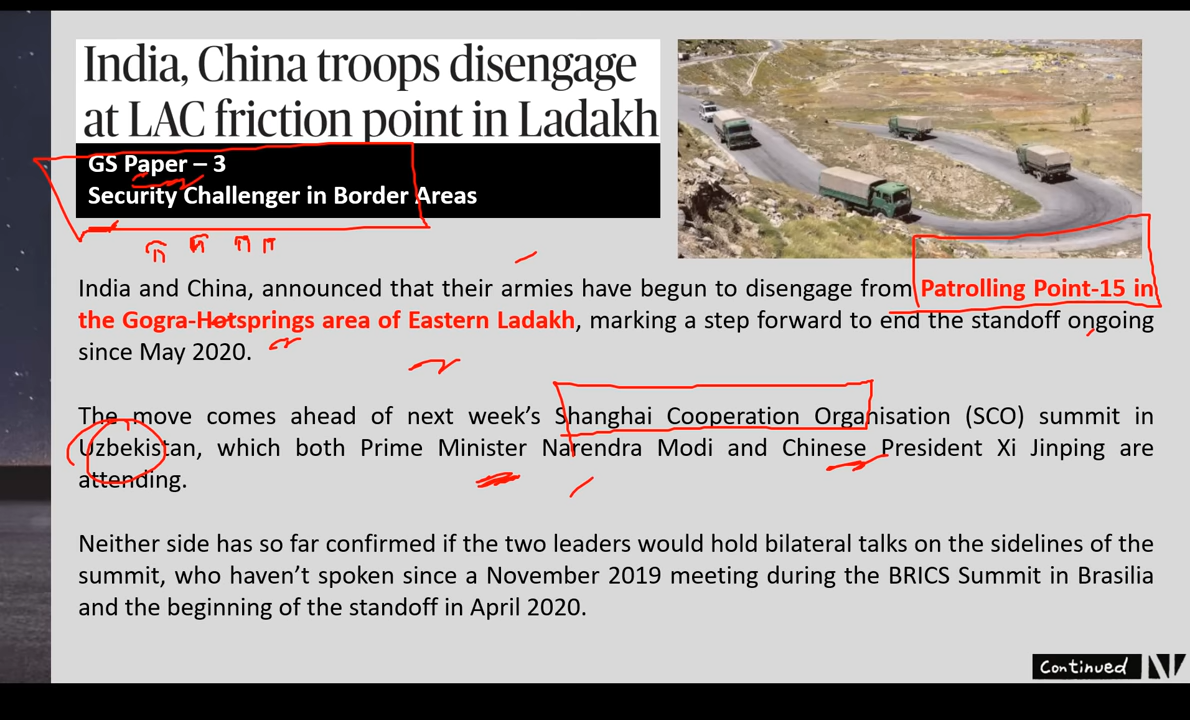 India, China troops disengage
at LAC friction point in Ladakh
GS Paper – 3
Security Challenger in Border Areas
India and China, announced that their armies have begun to disengage from Patrolling Point-15 in
the Gogra-Hotsprings area of Eastern Ladakh, marking a step forward to end the standoff ongoing
since May 2020.
The move comes ahead of next week's Shanghai Cooperation Organisation (SCO) summit in
Uzbekistan, which both Prime Minister Narendra Modi and Chinese President Xi Jinping are
attending.
Neither side has so far confirmed if the two leaders would hold bilateral talks on the sidelines of the
summit, who haven't spoken since a November 2019 meeting during the BRICS Summit in Brasilia
and the beginning of the standoff in April 2020.
Continued